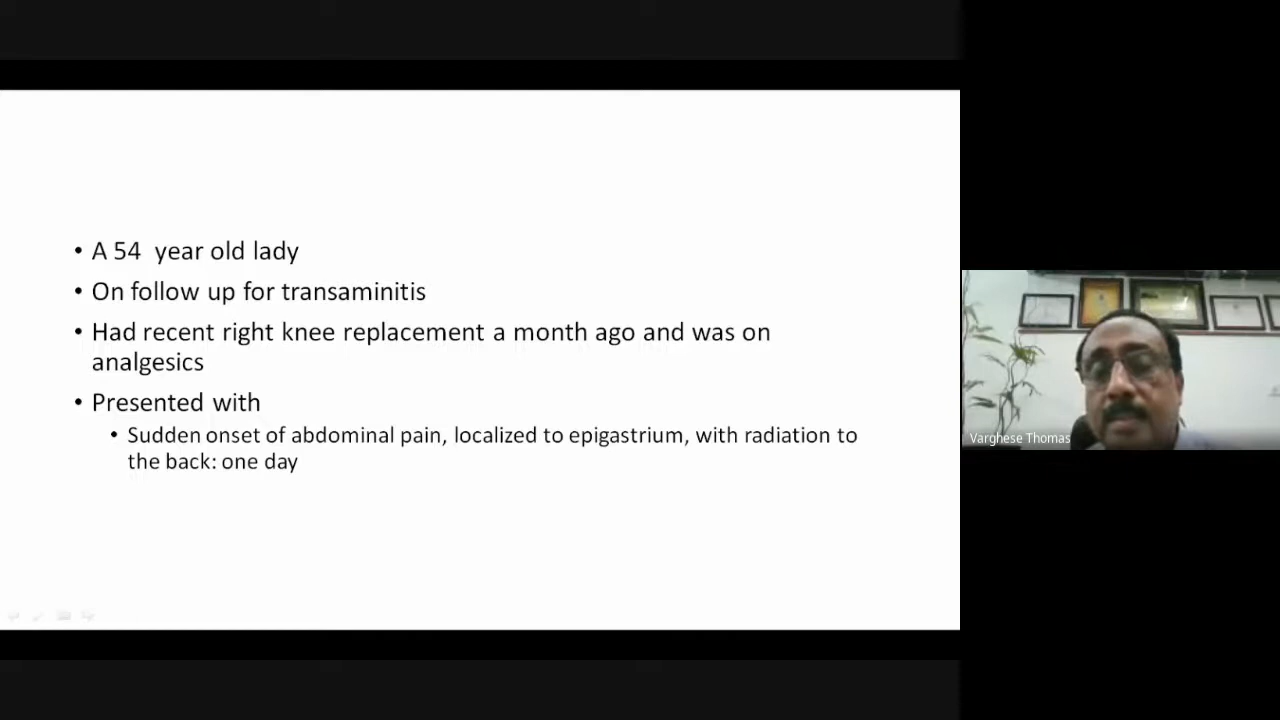 • A 54  year old lady
• On follow up for transaminitis
• Had recent right knee replacement a month ago and was on
analgesics
• Presented with
• Sudden onset of abdominal pain, localized to epigastrium, with radiation to
the back: one day
Varghese Thomas